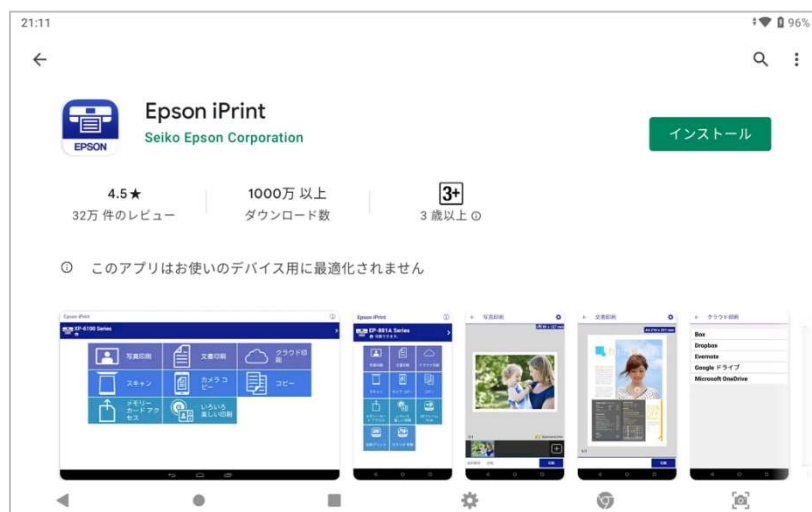 21:11
96%
Epson iPrint
EPSON
Seiko Epson Corporation
インストール
4.5★
1000万 以上
3+
32万 件のレビュー
ダウンロード数
3 歳以上
このアプリはお使いのデバイス用に最適化されません
Epson iPrint
XP-6100 Series
写真印刷
文書印刷
クラウド印刷
スキャン
カメラコピー
コピー
メモリーカード アクセス
いろいろ楽しい印刷
Epson iPrint
EP-881A Series
写真印刷
文書印刷
クラウド印刷
Box
Dropbox
Evernote
Google ドライブ
Microsoft OneDrive